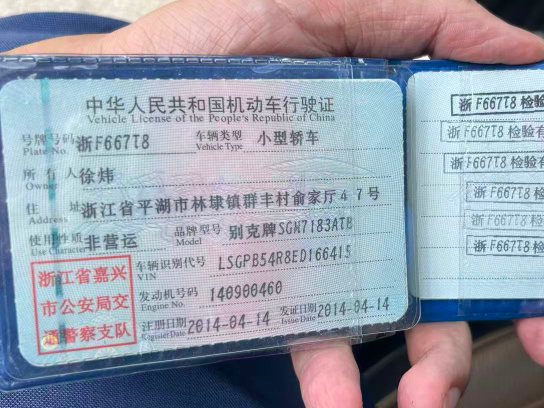 中华人民共和国机动车行驶证
Vehicle License of the People's Republic of China
号牌号码 浙F667T8 车辆类型 小型轿车
Plate No. Vehicle Type
所有人 徐炜
Owner
住址 浙江省平湖市林埭镇群丰村俞家厅47号
Address
使用性质 非营运 品牌型号 别克牌SGM7183ATB
Use Character Model
浙江省嘉兴
市公安局交
通警察支队
车辆识别代号 LSGPB54R8ED166415
VIN
发动机号码 140900460
Engine No.
注册日期 2014-04-14 发证日期 2014-04-14
Register Date Issue Date
浙F667T8 检验
浙F667T8 检验有
浙F667T8 检验有
浙F667T8 检验
浙F667T8 检验
浙F667T8 检验